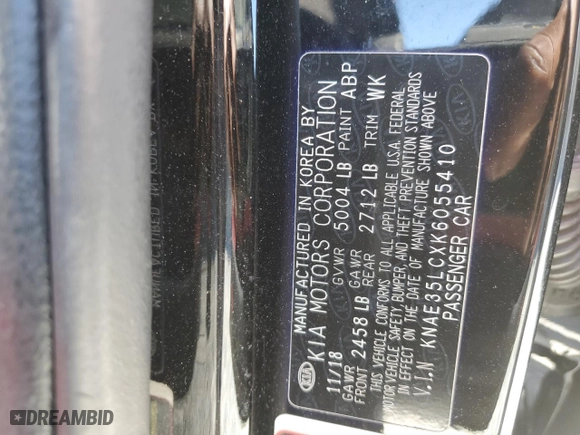 MANUFACTURED IN KOREA BY
KIA MOTORS CORPORATION
KIA
11/18 GVWR 5004 LB PAINT ABP
GAWR FRONT 2458 LB GAWR REAR 2712 LB TRIM WK
THIS VEHICLE CONFORMS TO ALL APPLICABLE U.S.A. FEDERAL
MOTOR VEHICLE SAFETY, BUMPER, AND THEFT PREVENTION STANDARDS
IN EFFECT ON THE DATE OF MANUFACTURE SHOWN ABOVE
V.I.N KNAE35LCXK6055410
PASSENGER CAR
DREAMBID